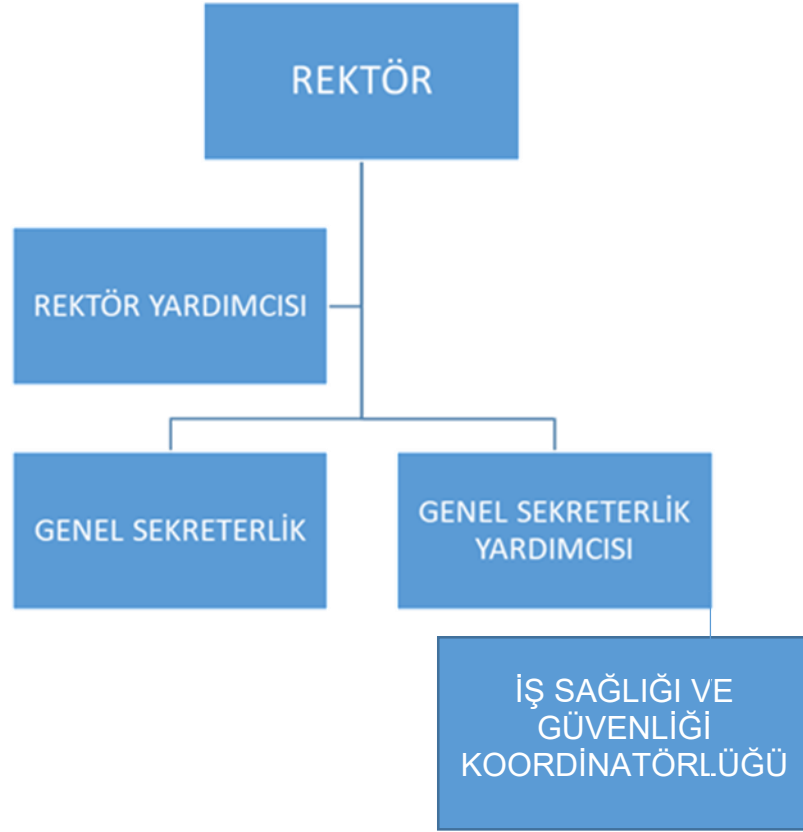 REKTÖR
REKTÖR YARDIMCISI
GENEL SEKRETERLİK
GENEL SEKRETERLİK
YARDIMCISI
İŞ SAĞLIĞI VE
GÜVENLİĞİ
KOORDİNATÖRLÜĞÜ